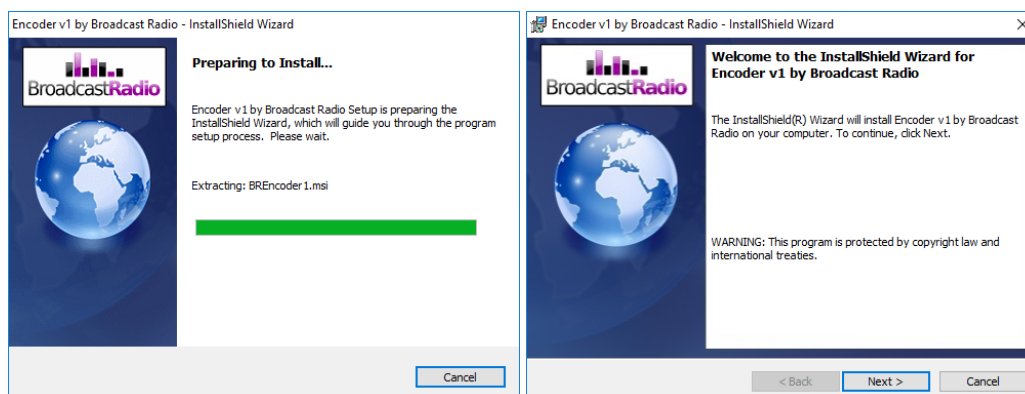 Encoder v1 by Broadcast Radio - InstallShield Wizard
BroadcastRadio
Preparing to Install...
Encoder v1 by Broadcast Radio Setup is preparing the
InstallShield Wizard, which will guide you through the program
setup process. Please wait.
Extracting: BREncoder1.msi
Cancel
Encoder v1 by Broadcast Radio - InstallShield Wizard
BroadcastRadio
Welcome to the InstallShield Wizard for
Encoder v1 by Broadcast Radio
The InstallShield(R) Wizard will install Encoder v1 by Broadcast
Radio on your computer. To continue, click Next.
WARNING: This program is protected by copyright law and
international treaties.
< Back
Next >
Cancel